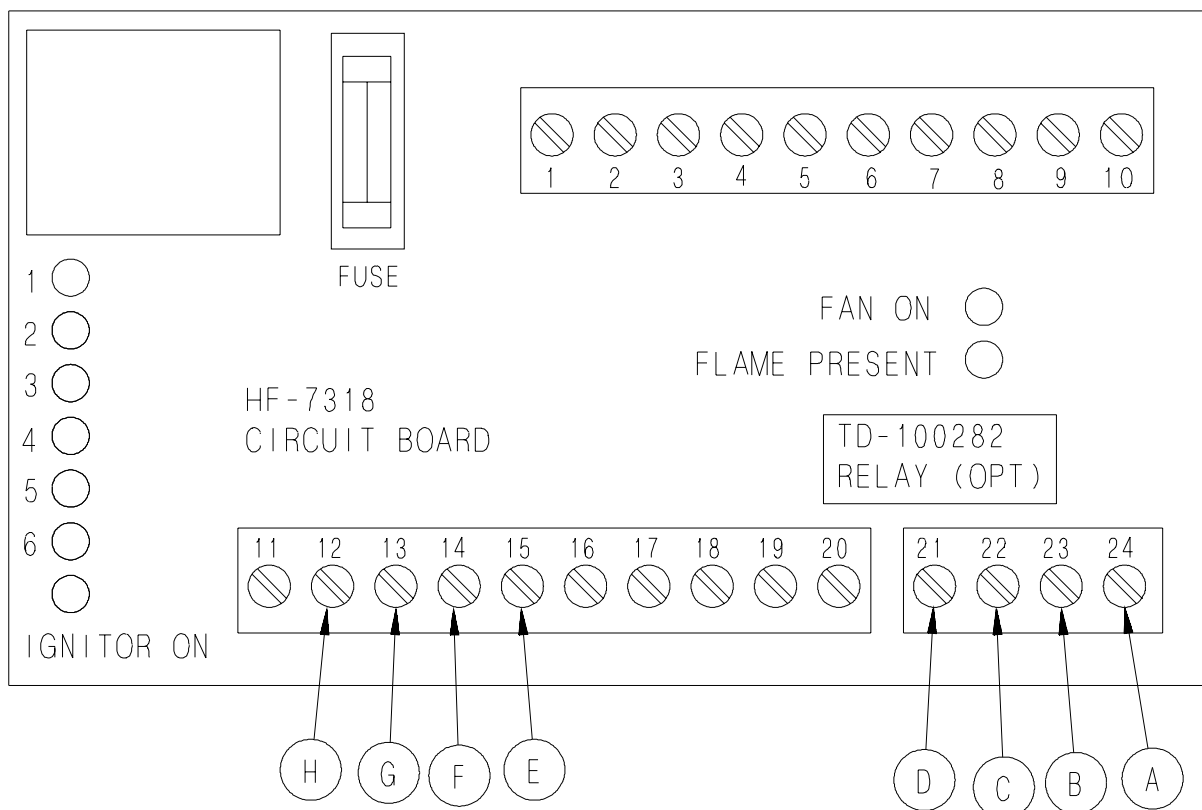 1 2 3 4 5 6 7 8 9 10
FUSE
1
2
3
4
5
6
IGNITOR ON
FAN ON
FLAME PRESENT
HF-7318
CIRCUIT BOARD
TD-100282
RELAY (OPT)
11 12 13 14 15 16 17 18 19 20
21 22 23 24
H G F E D C B A